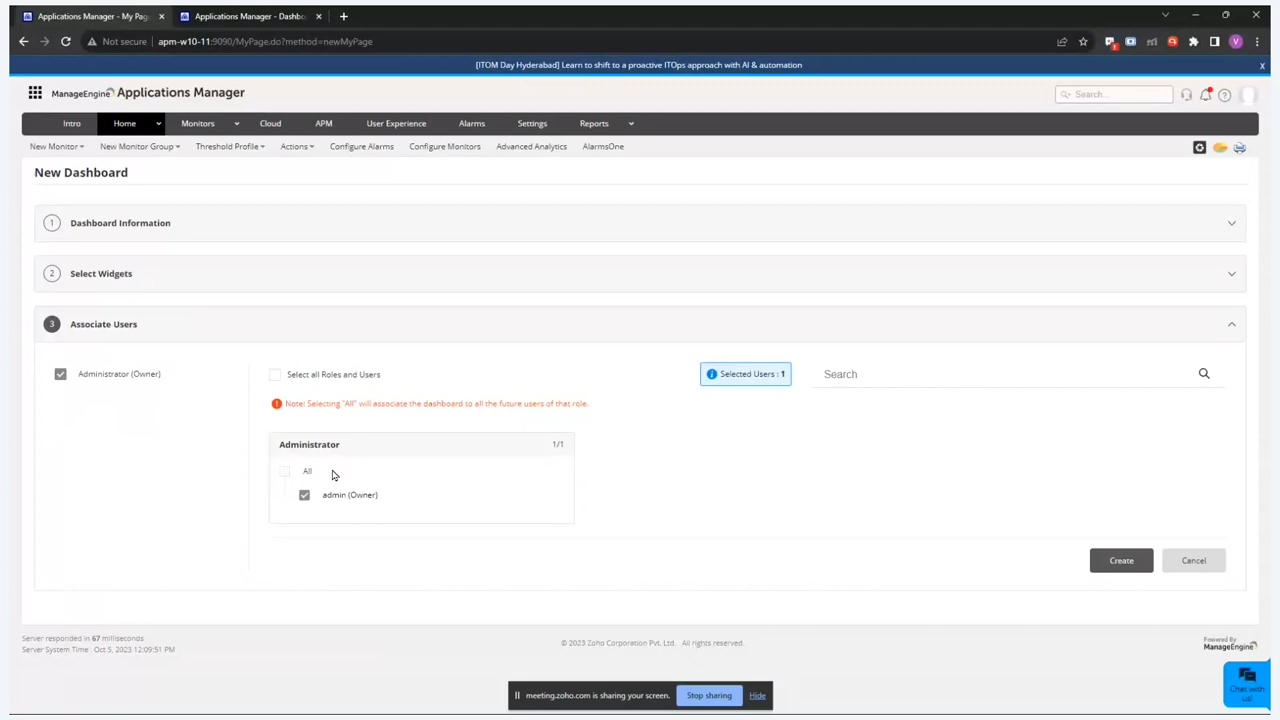 Applications Manager - My Page
Applications Manager - Dashbo
Not secure
apm-w10-11:9090/MyPage.do?method=newMyPage
V
[ITOM Day Hyderabad] Learn to shift to a proactive ITOps approach with AI & automation
X
ManageEngine Applications Manager
Search...
Intro
Home
Monitors
Cloud
APM
User Experience
Alarms
Settings
Reports
New Monitor
New Monitor Group
Threshold Profile
Actions
Configure Alarms
Configure Monitors
Advanced Analytics
AlarmsOne
New Dashboard
1 Dashboard Information
2 Select Widgets
3 Associate Users
Administrator (Owner)
Select all Roles and Users
Selected Users : 1
Search
Note: Selecting "All" will associate the dashboard to all the future users of that role.
Administrator
1/1
All
admin (Owner)
Create
Cancel
Server responded in 67 milliseconds
Server System Time : Oct 5, 2023 12:09:51 PM
© 2023 Zoho Corporation Pvt. Ltd. All rights reserved.
Powered By
ManageEngine
Chat with
us!
meeting.zoho.com is sharing your screen.
Stop sharing
Hide